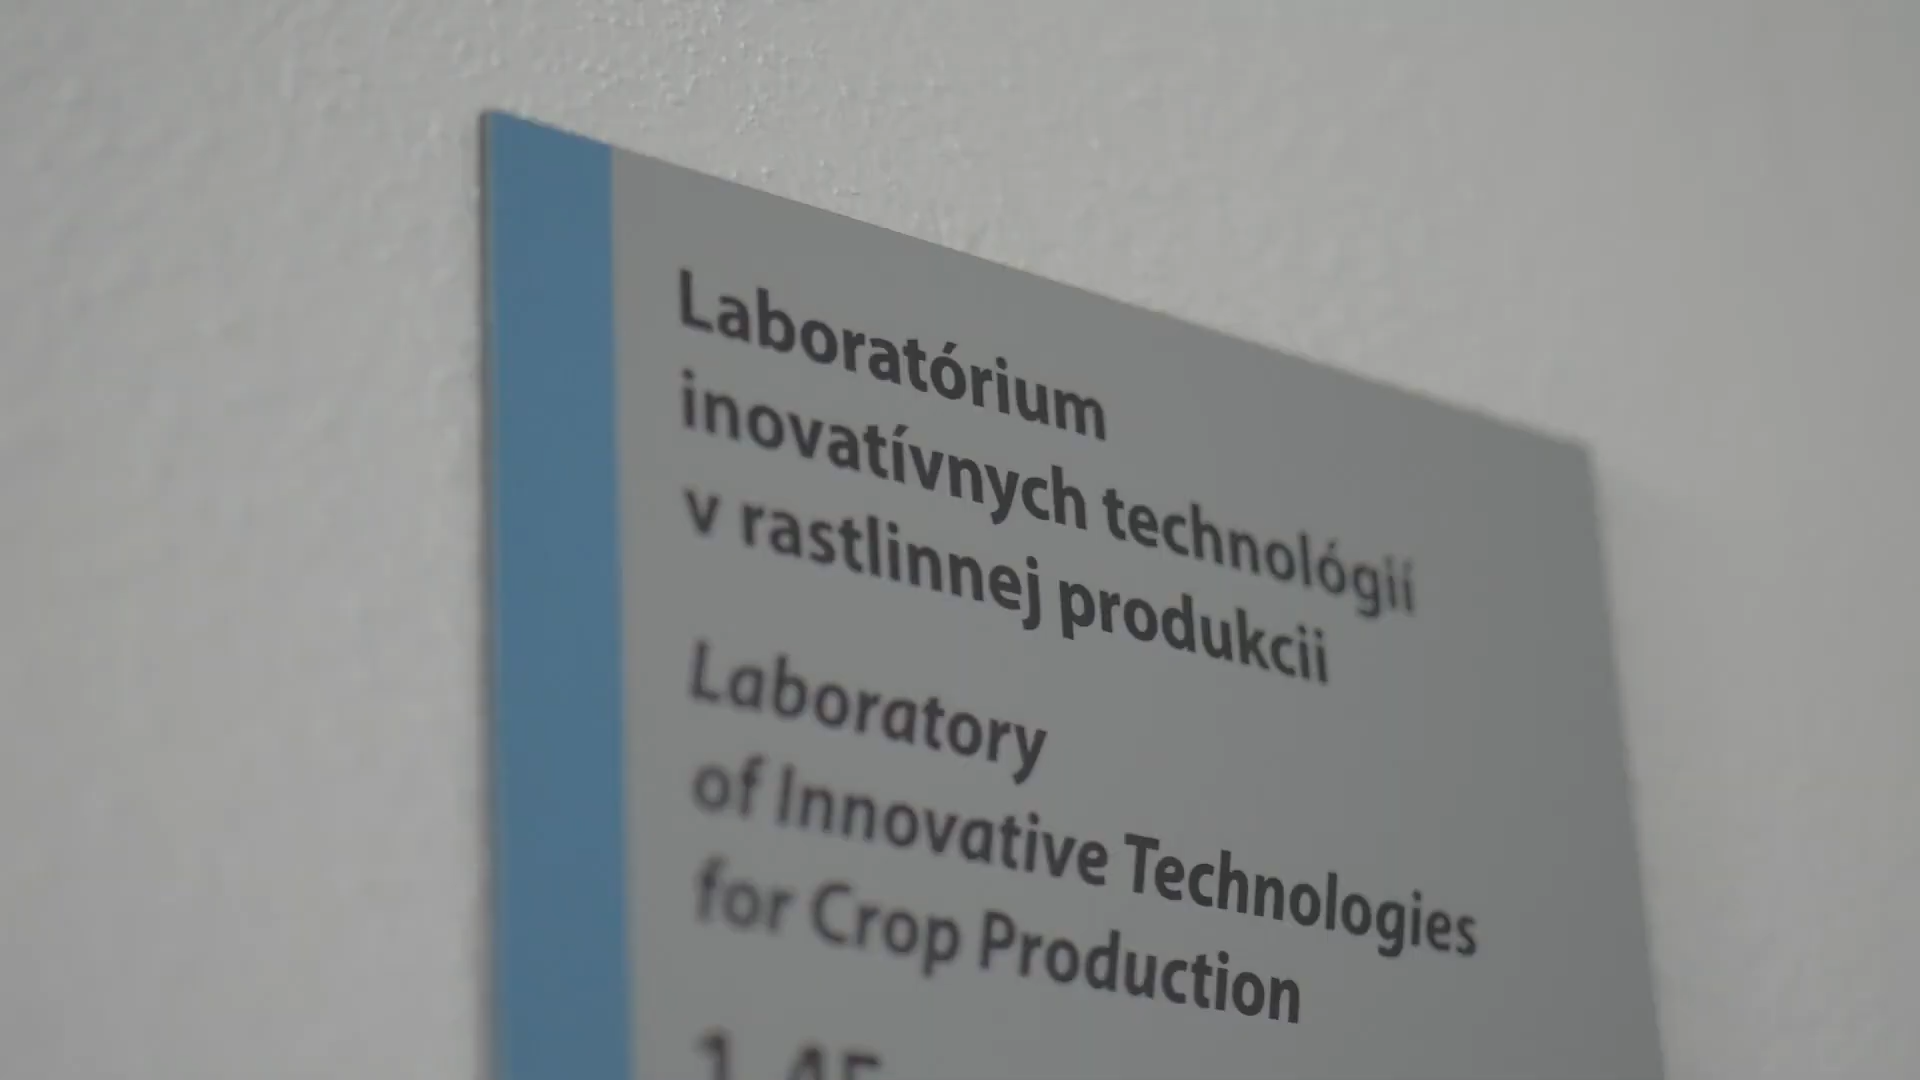 Laboratórium
inovatívnych technológií
v rastlinnej produkcii
Laboratory
of Innovative Technologies
for Crop Production